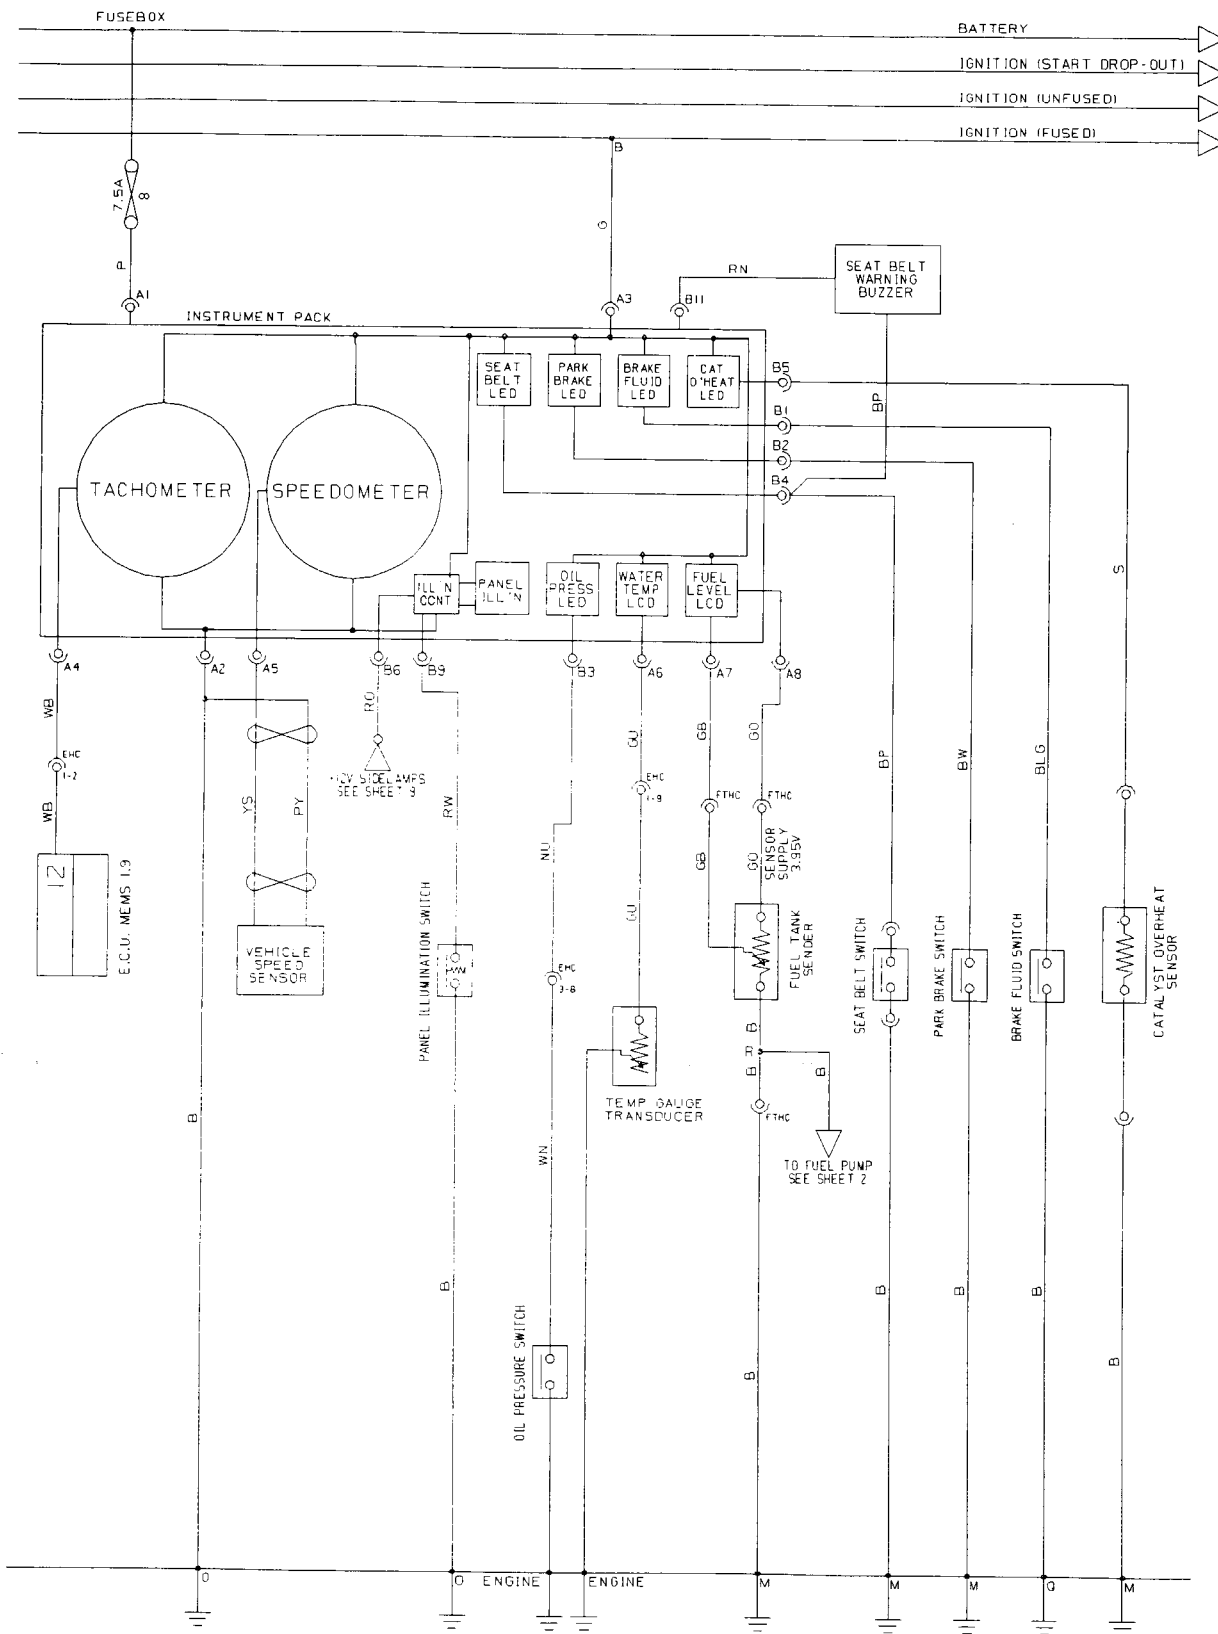 FUSEBOX
BATTERY
IGNITION (START DROP-OUT)
IGNITION (UNFUSED)
IGNITION (FUSED)
B
7.5A
8
G
P
RN
SEAT BELT
WARNING
BUZZER
A1
A3
B11
INSTRUMENT PACK
SEAT
BELT
LED
PARK
BRAKE
LED
BRAKE
FLUID
LED
CAT
O'HEAT
LED
B5
B1
B2
B4
BP
TACHOMETER
SPEEDOMETER
ILL'N
CONT
PANEL
ILL'N
OIL
PRESS
LED
WATER
TEMP
LCD
FUEL
LEVEL
LCD
S
A4
A2
A5
B6
B9
B3
A6
A7
A8
WB
RO
GU
GB
GO
BP
BW
BLG
EHC
1-2
WB
+12V SIDELAMPS
SEE SHEET 9
YS
PY
RW
NU
EHC
1-9
FTHC
FTHC
GB
GO
SENSOR
SUPPLY
3.95V
12
E.C.U. MEMS 1.9
VEHICLE
SPEED
SENSOR
PANEL ILLUMINATION SWITCH
GU
EHC
3-8
FUEL TANK
SENDER
SEAT BELT SWITCH
PARK BRAKE SWITCH
BRAKE FLUID SWITCH
CATALYST OVERHEAT
SENSOR
B
R
B
B
TEMP GAUGE
TRANSDUCER
FTHC
TO FUEL PUMP
SEE SHEET 2
B
WN
B
OIL PRESSURE SWITCH
B
B
B
B
B
O
O
ENGINE
ENGINE
M
M
M
Q
M